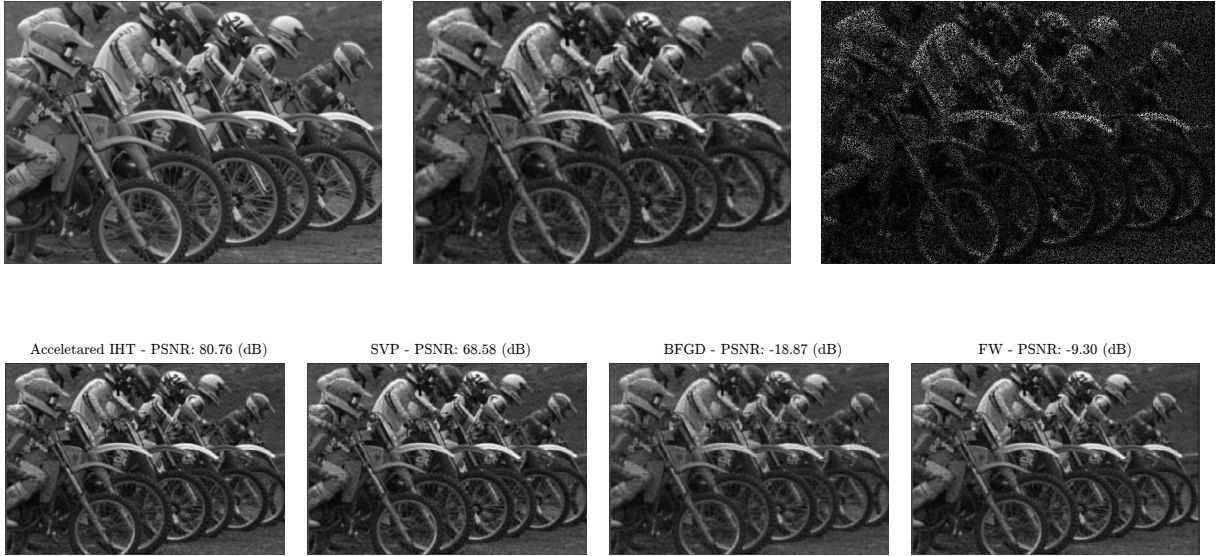 Acceletared IHT - PSNR: 80.76 (dB)
SVP - PSNR: 68.58 (dB)
BFGD - PSNR: -18.87 (dB)
FW - PSNR: -9.30 (dB)